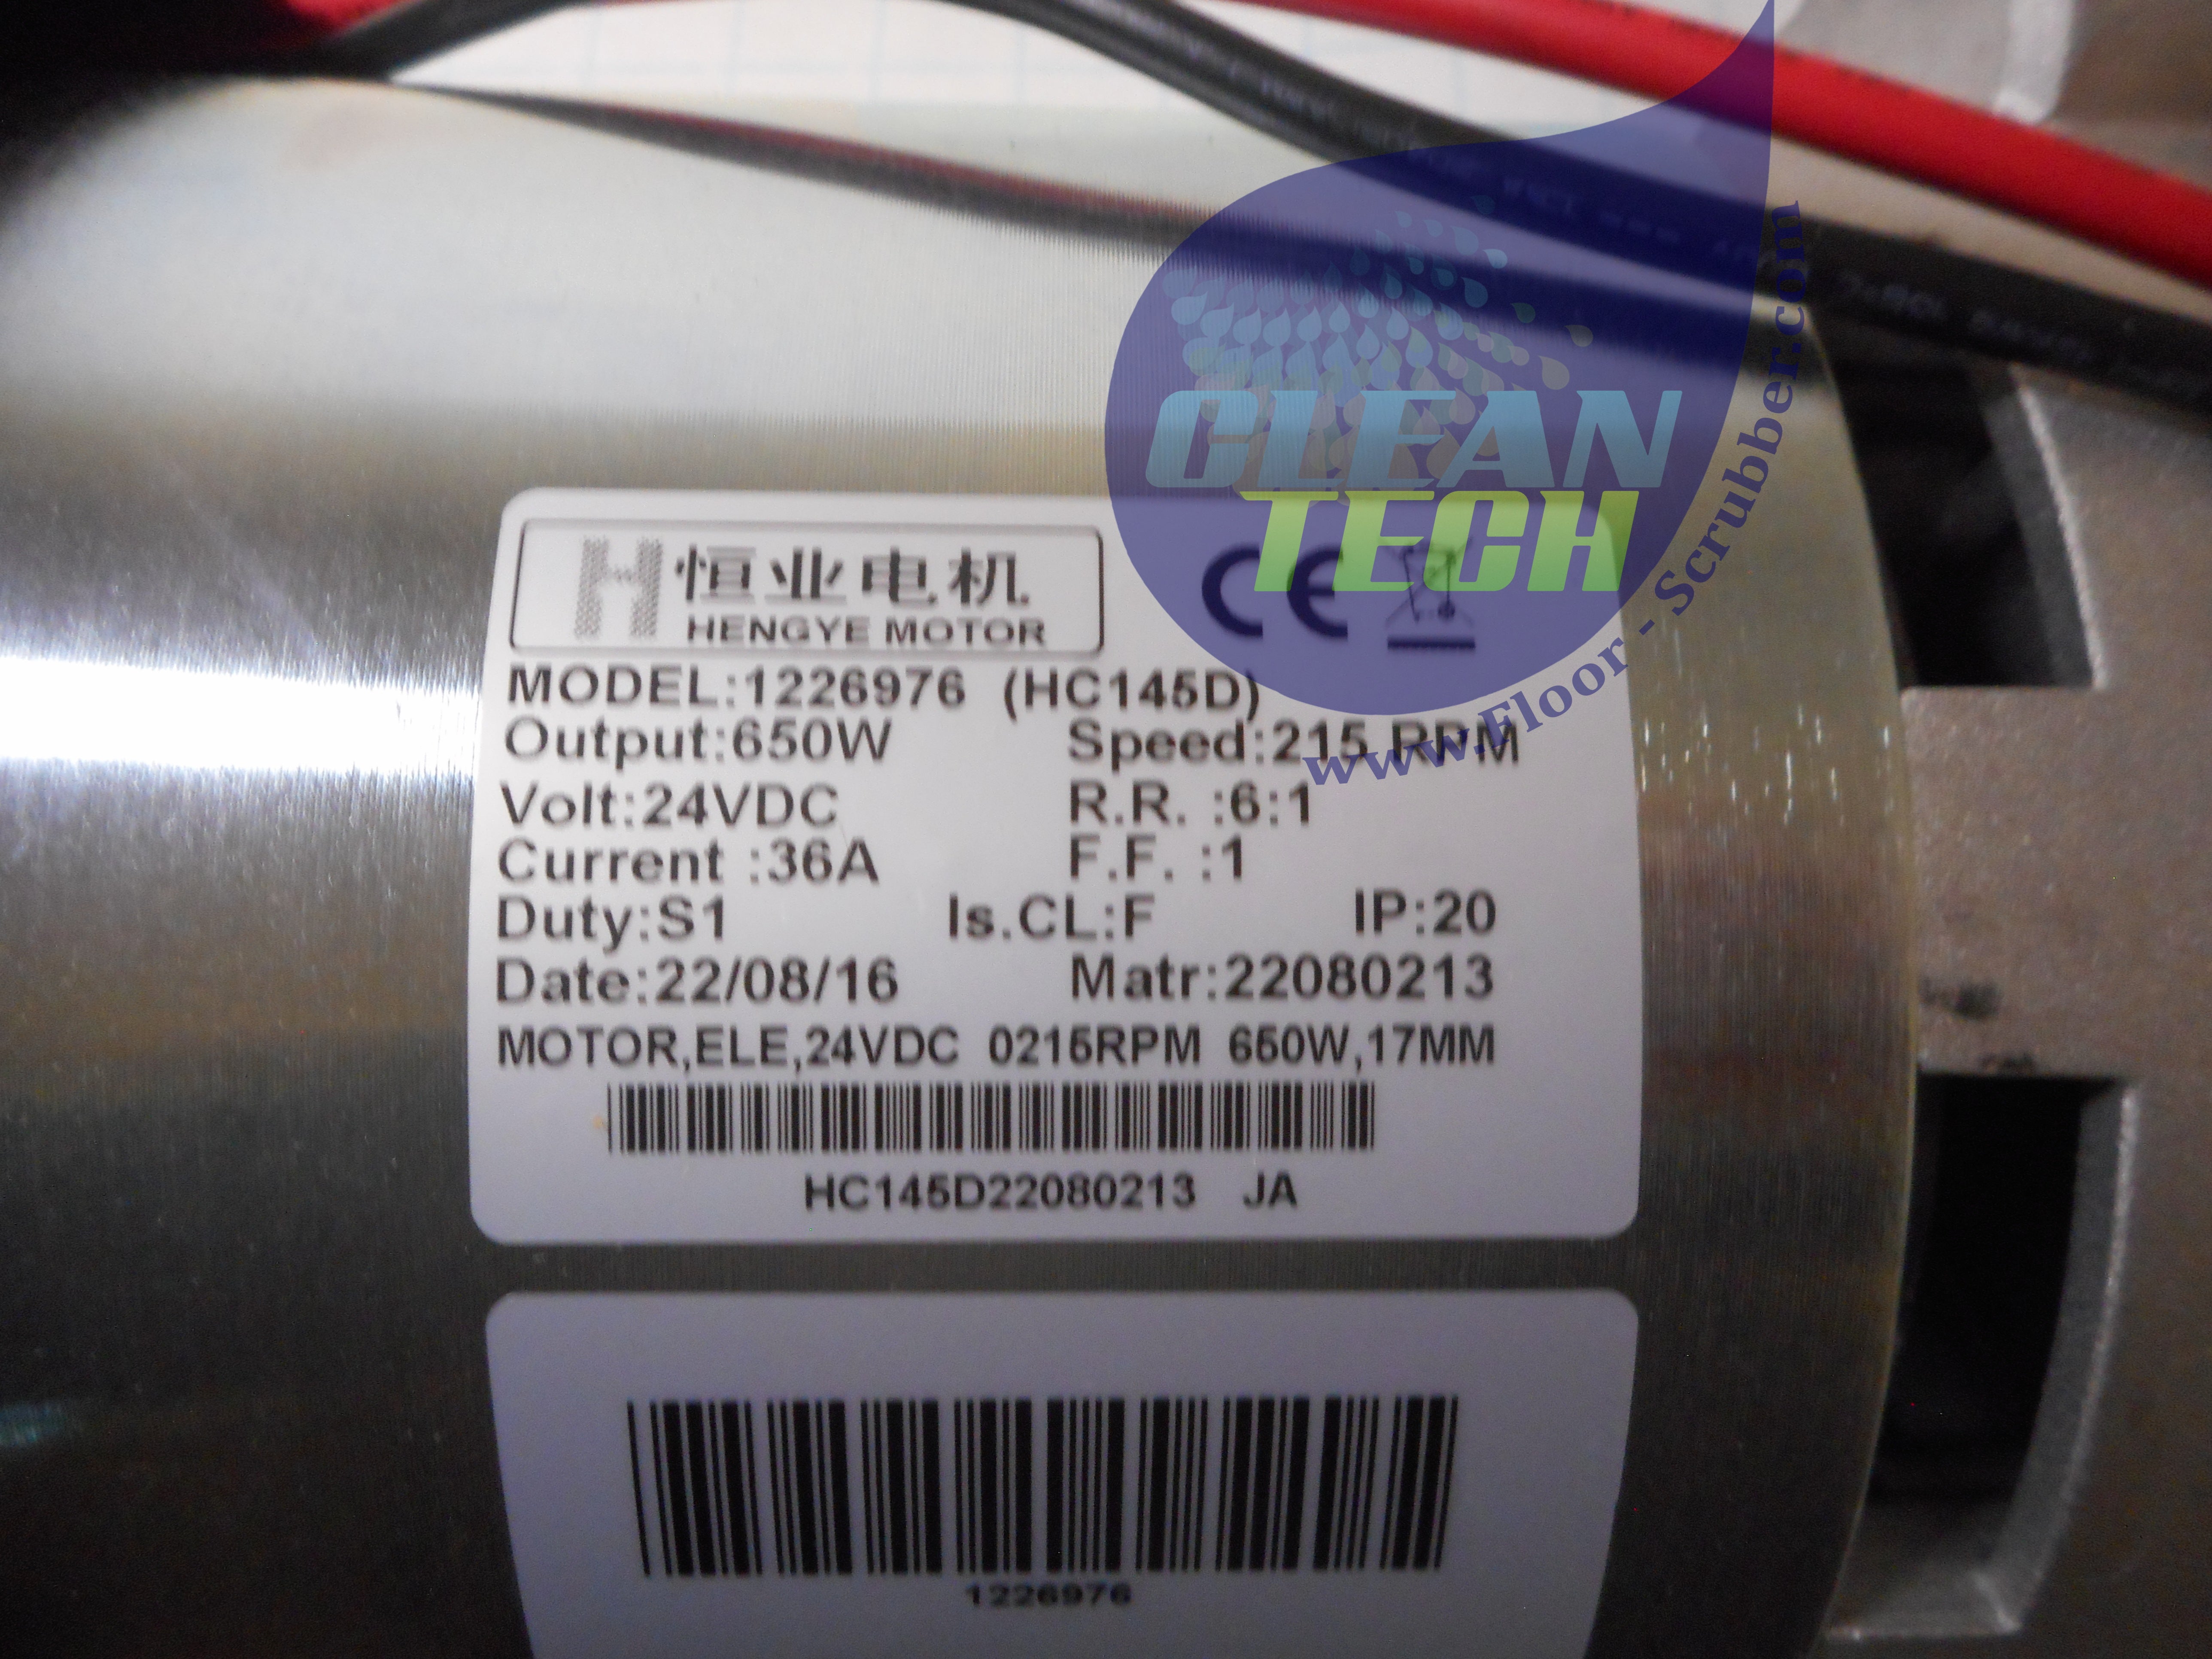 恒业电机
HENGYE MOTOR
CE
CLEAN
TECH
www.Floor - Scrubber.com
MODEL:1226976 (HC145D)
Output:650W Speed:215 RPM
Volt:24VDC R.R. :6:1
Current :36A F.F. :1
Duty:S1 Is.CL:F IP:20
Date:22/08/16 Matr:22080213
MOTOR,ELE,24VDC 0215RPM 650W,17MM
HC145D22080213 JA
1226976